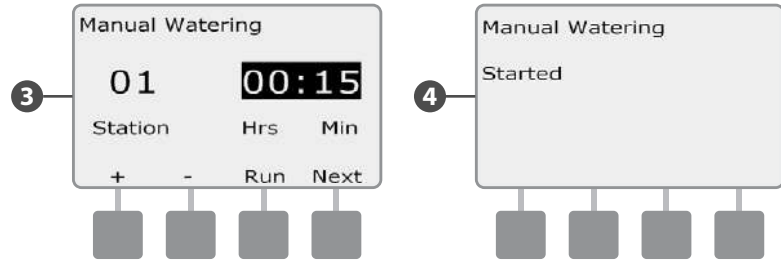 3
Manual Watering
01 00:15
Station Hrs Min
+ - Run Next
4
Manual Watering
Started